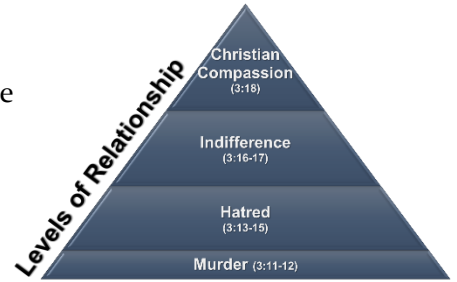 e
Levels of Relationship
Christian
Compassion
(3:18)
Indifference
(3:16-17)
Hatred
(3:13-15)
Murder (3:11-12)